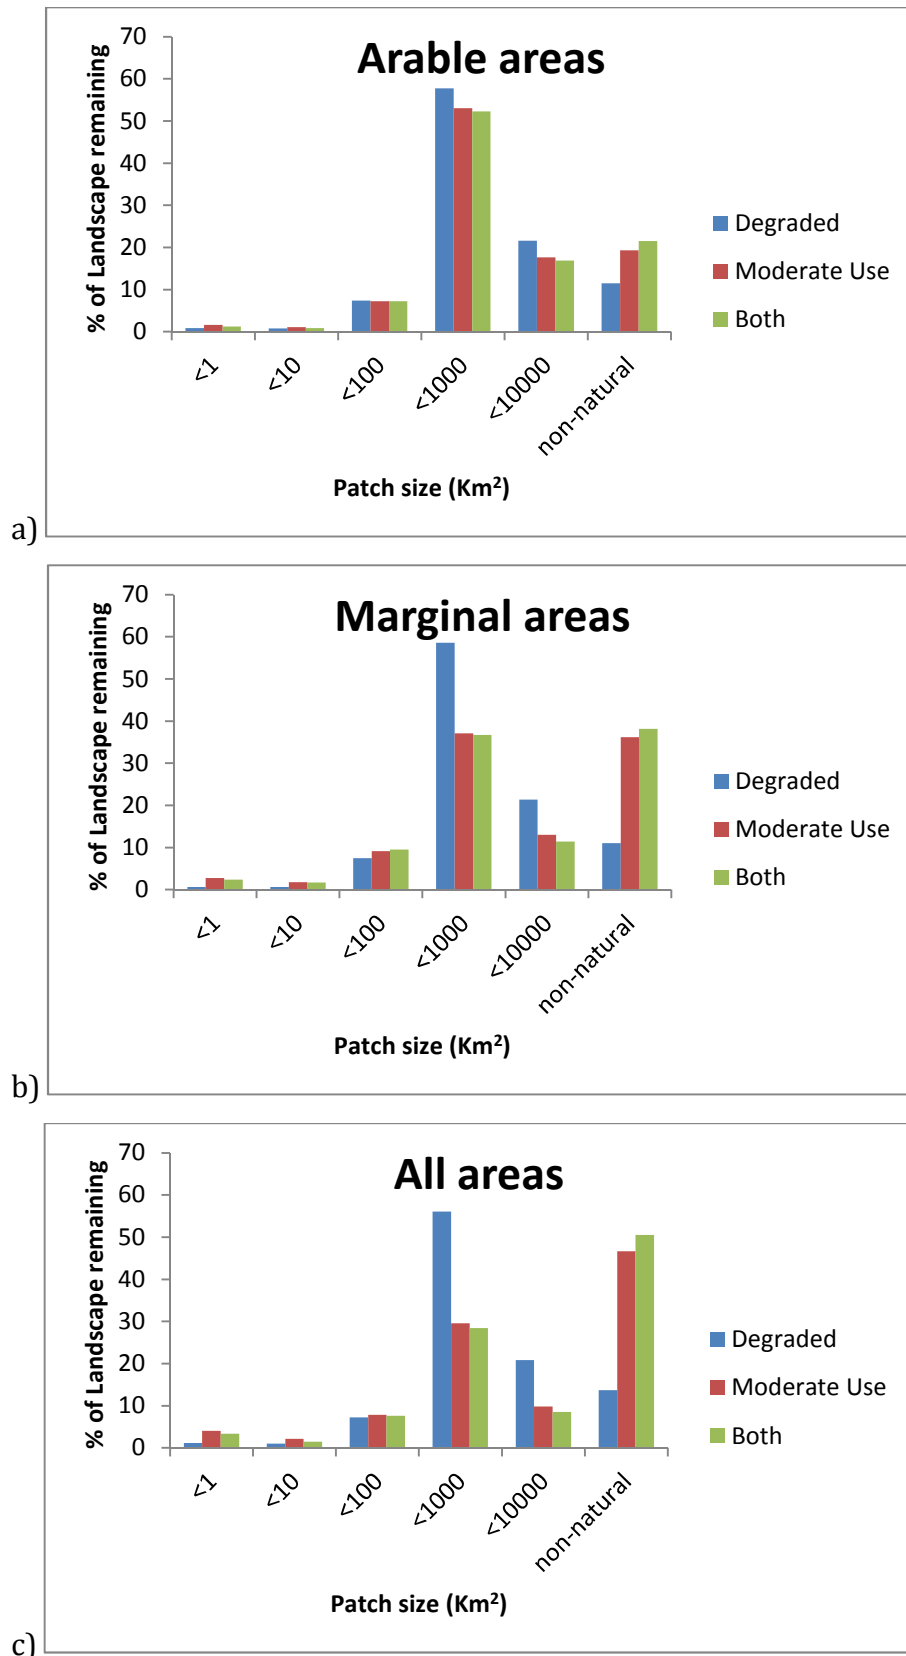 Arable areas
% of Landscape remaining
70
60
50
40
30
20
10
0
<1
<10
<100
<1000
<10000
non-natural
Patch size (Km²)
Degraded
Moderate Use
Both
a)
Marginal areas
% of Landscape remaining
70
60
50
40
30
20
10
0
<1
<10
<100
<1000
<10000
non-natural
Patch size (Km²)
Degraded
Moderate Use
Both
b)
All areas
% of Landscape remaining
70
60
50
40
30
20
10
0
<1
<10
<100
<1000
<10000
non-natural
Patch size (Km²)
Degraded
Moderate Use
Both
c)